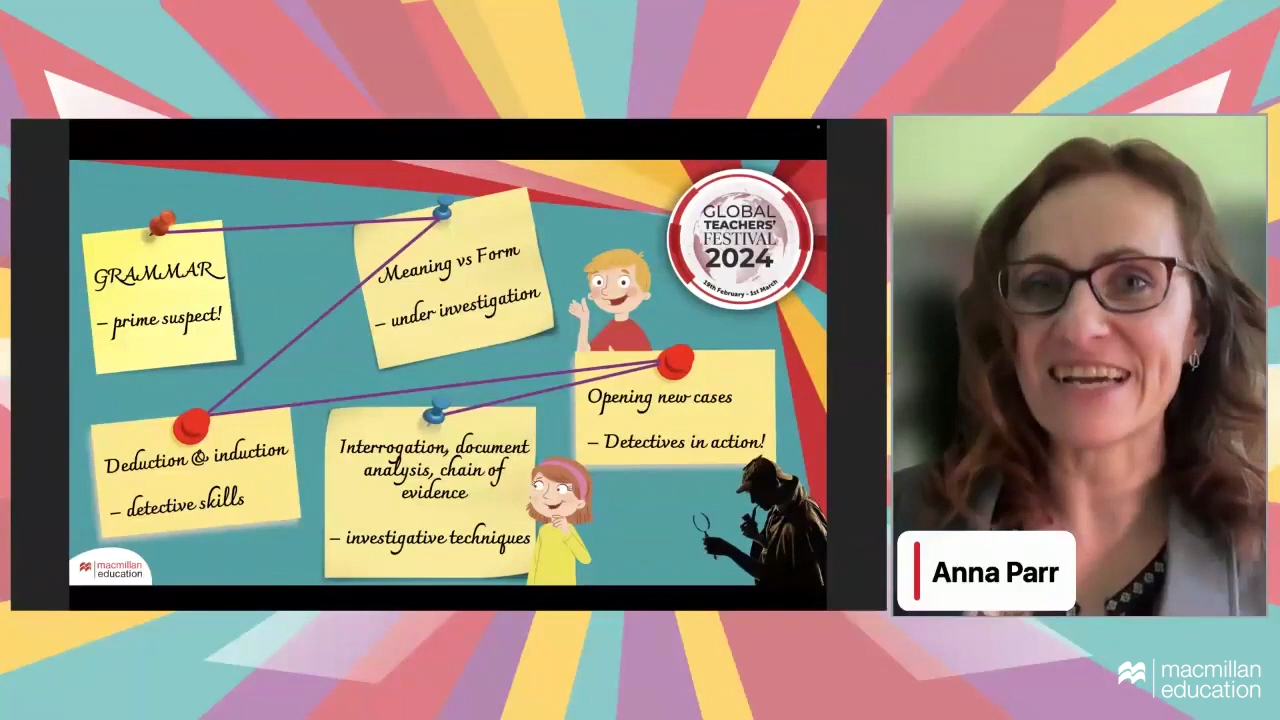 GRAMMAR
– prime suspect!
Meaning vs Form
– under investigation
GLOBAL
TEACHERS'
FESTIVAL
2024
19th February - 1st March
Deduction & induction
– detective skills
Interrogation, document
analysis, chain of
evidence
– investigative techniques
Opening new cases
– Detectives in action!
macmillan
education
Anna Parr
macmillan
education